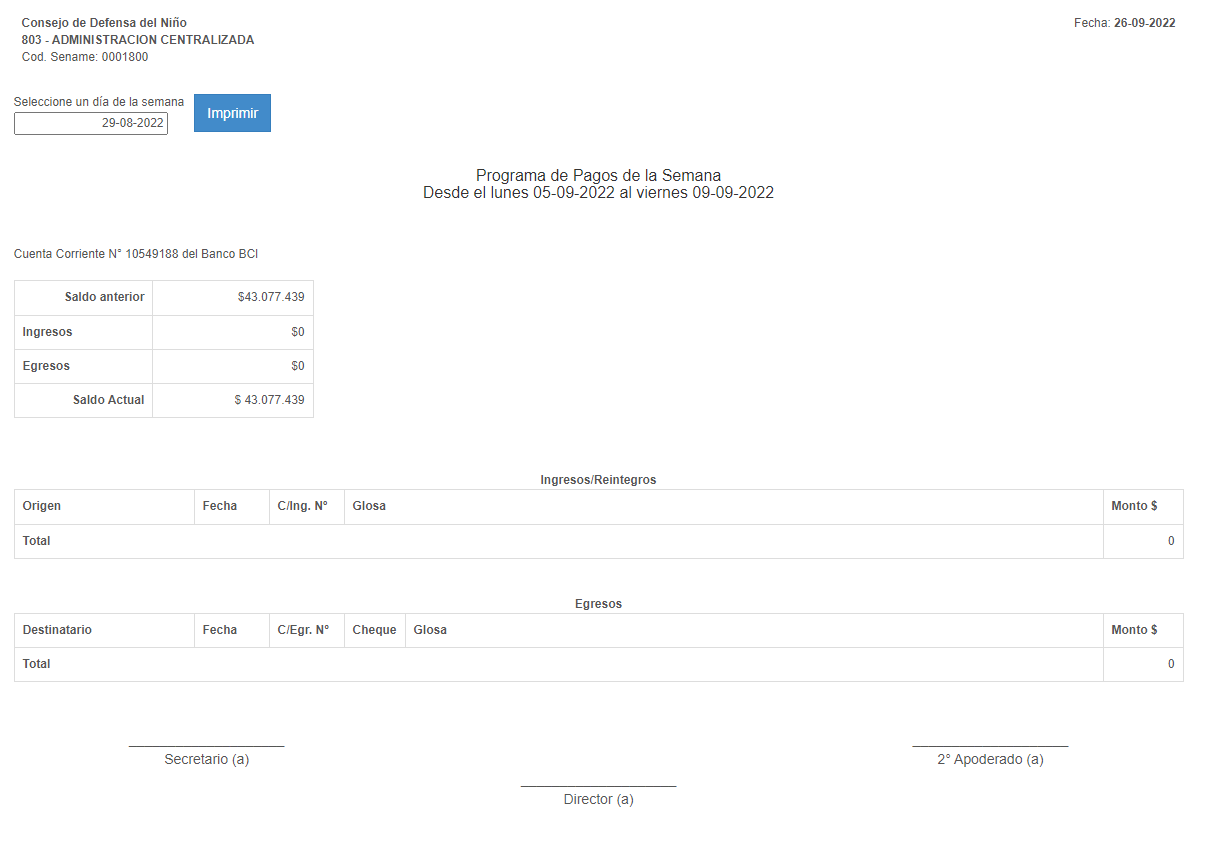 Consejo de Defensa del Niño
Fecha: 26-09-2022
803 - ADMINISTRACION CENTRALIZADA
Cod. Sename: 0001800
Seleccione un día de la semana
29-08-2022
Imprimir
Programa de Pagos de la Semana
Desde el lunes 05-09-2022 al viernes 09-09-2022
Cuenta Corriente N° 10549188 del Banco BCI
Saldo anterior $43.077.439
Ingresos $0
Egresos $0
Saldo Actual $ 43.077.439
Ingresos/Reintegros
Origen Fecha C/Ing. Nº Glosa Monto $
Total 0
Egresos
Destinatario Fecha C/Egr. Nº Cheque Glosa Monto $
Total 0
Secretario (a)
2° Apoderado (a)
Director (a)